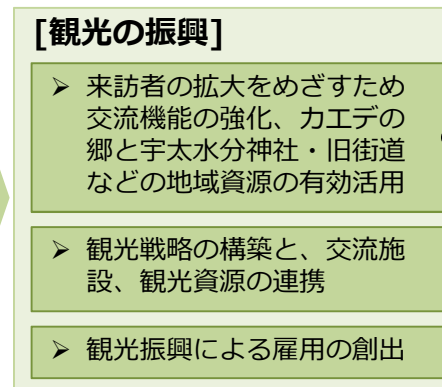 [観光の振興]
➢ 来訪者の拡大をめざすため
交流機能の強化、カエデの
郷と宇太水分神社・旧街道
などの地域資源の有効活用
➢ 観光戦略の構築と、交流施
設、観光資源の連携
➢ 観光振興による雇用の創出